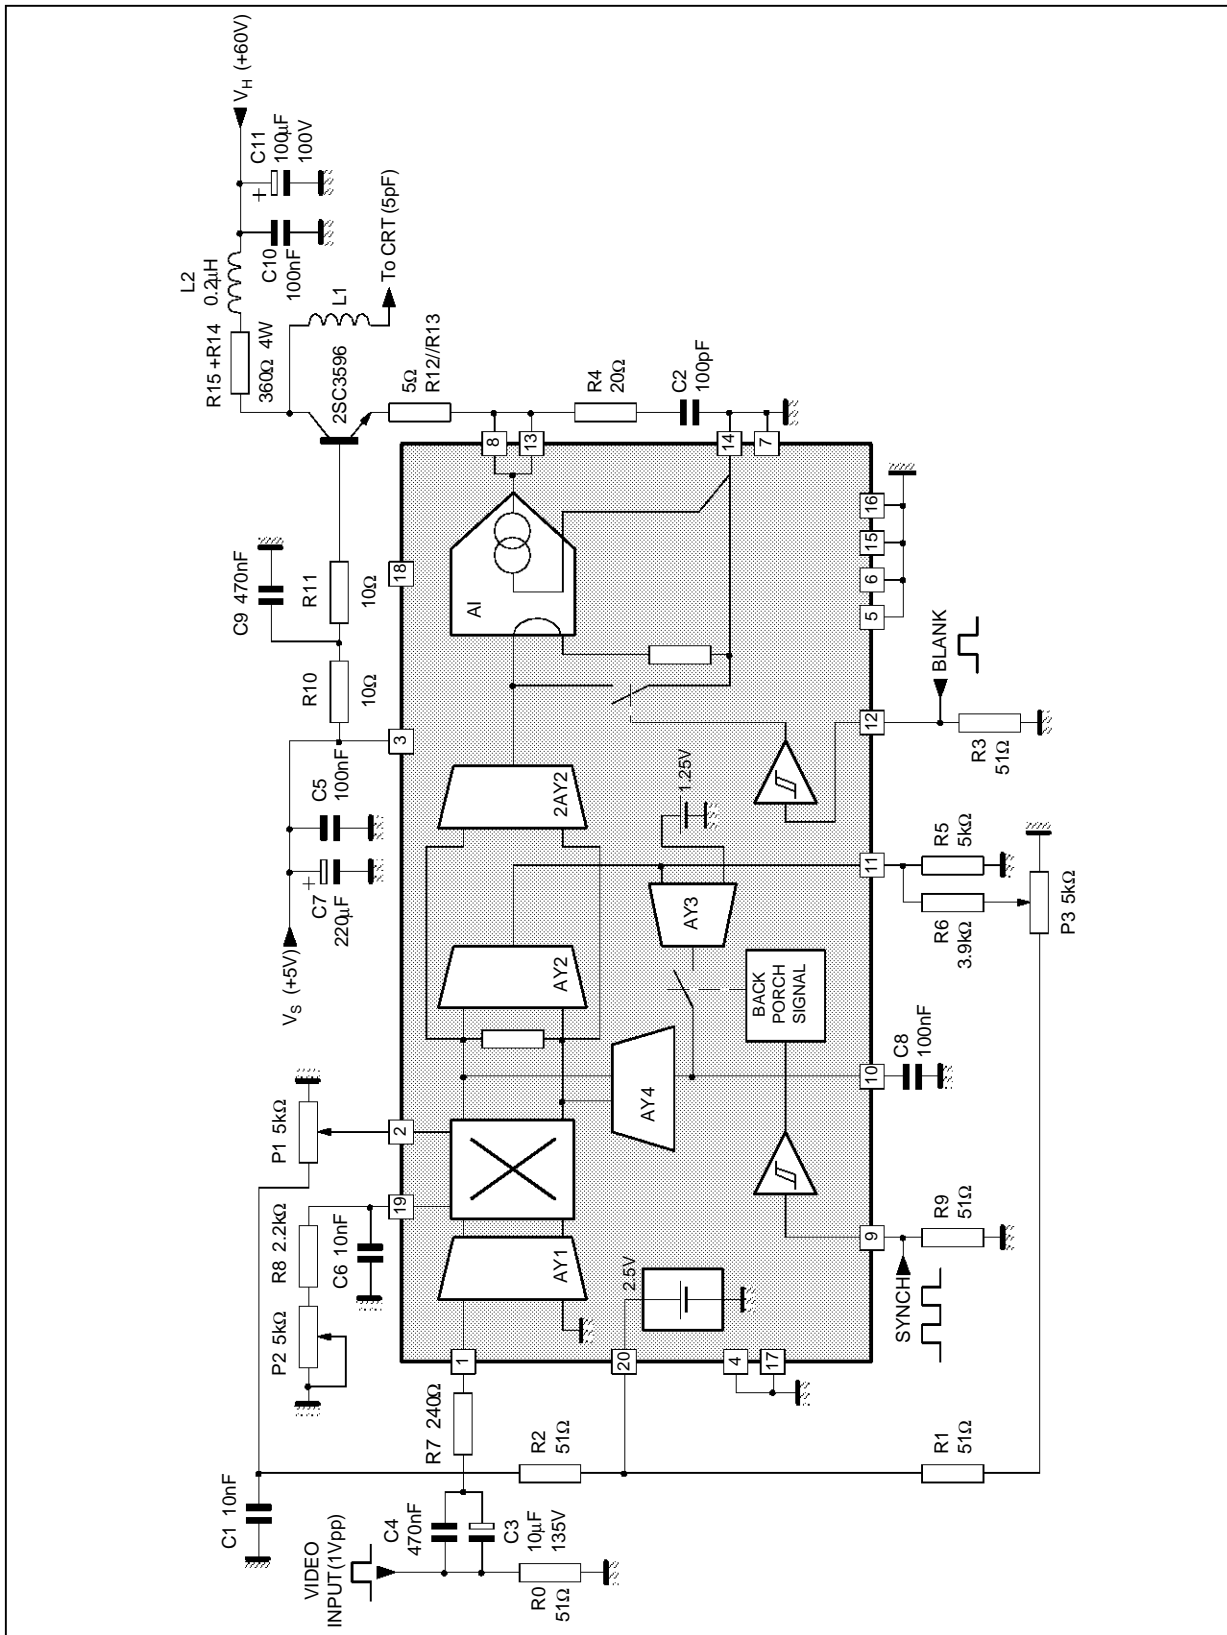 VIDEO
INPUT(1Vpp)
R0
51Ω
C4
470nF
C3
10µF
135V
C1 10nF
R7 240Ω
R2
51Ω
R1
51Ω
P2 5kΩ
R8 2.2kΩ
C6 10nF
P1 5kΩ
1
20
4
17
19
2
AY1
2.5V
SYNCH
9
R9
51Ω
VS (+5V)
C7
220µF
C5
100nF
AY2
AY4
BACK
PORCH
SIGNAL
10
C8
100nF
AY3
1.25V
2AY2
3
11
R6
3.9kΩ
R5
5kΩ
P3 5kΩ
R10
10Ω
C9 470nF
R11
10Ω
18
AI
12
BLANK
R3
51Ω
5
6
15
16
8
13
14
7
2SC3596
5Ω
R12//R13
R4
20Ω
C2
100pF
R15 +R14
360Ω 4W
L2
0.2µH
L1
To CRT (5pF)
C10
100nF
+
C11
100µF
100V
VH (+60V)
+